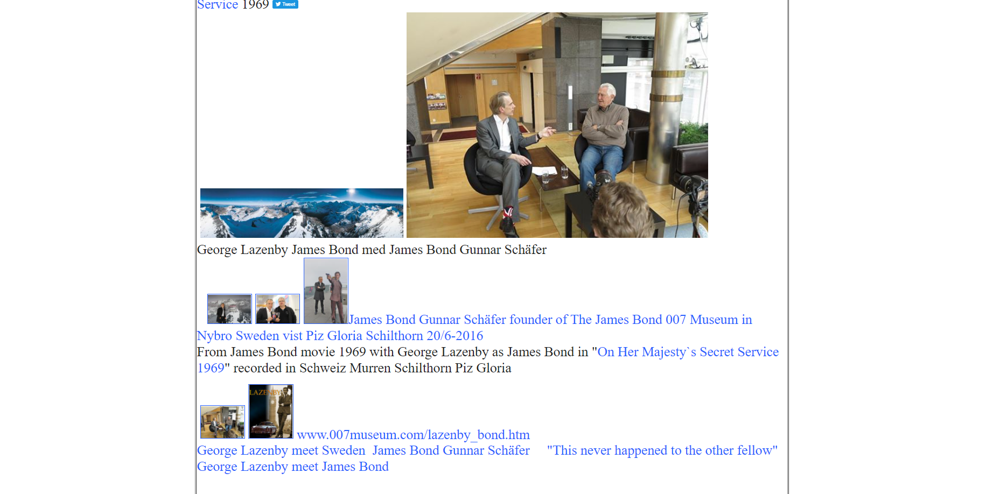 Service 1969 Tweet
George Lazenby James Bond med James Bond Gunnar Schäfer
James Bond Gunnar Schäfer founder of The James Bond 007 Museum in
Nybro Sweden vist Piz Gloria Schilthorn 20/6-2016
From James Bond movie 1969 with George Lazenby as James Bond in "On Her Majesty`s Secret Service
1969" recorded in Schweiz Murren Schilthorn Piz Gloria
LAZENBY
www.007museum.com/lazenby_bond.htm
George Lazenby meet Sweden  James Bond Gunnar Schäfer     "This never happened to the other fellow"
George Lazenby meet James Bond